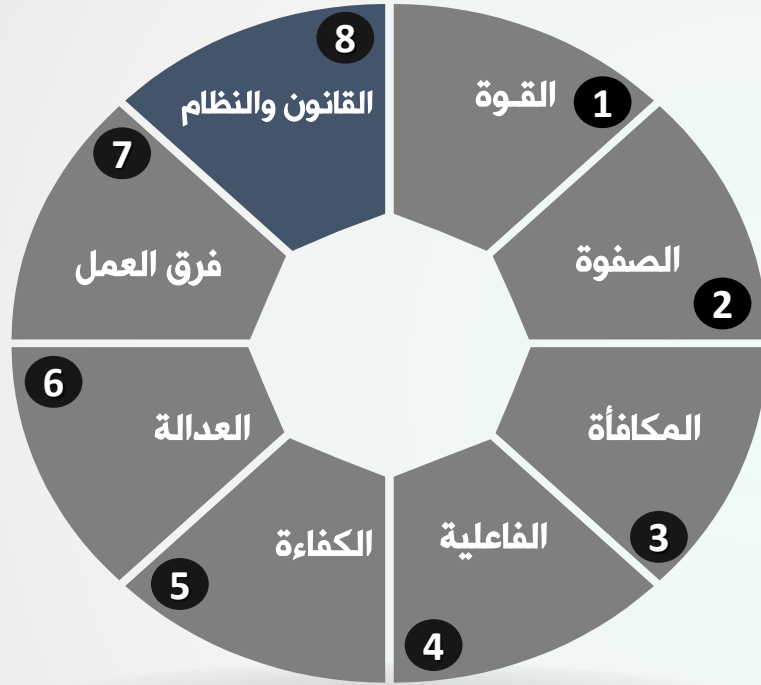 1
القـوة
2
الصفوة
3
المكافأة
4
الفاعلية
5
الكفاءة
6
العدالة
7
فرق العمل
8
القانون والنظام